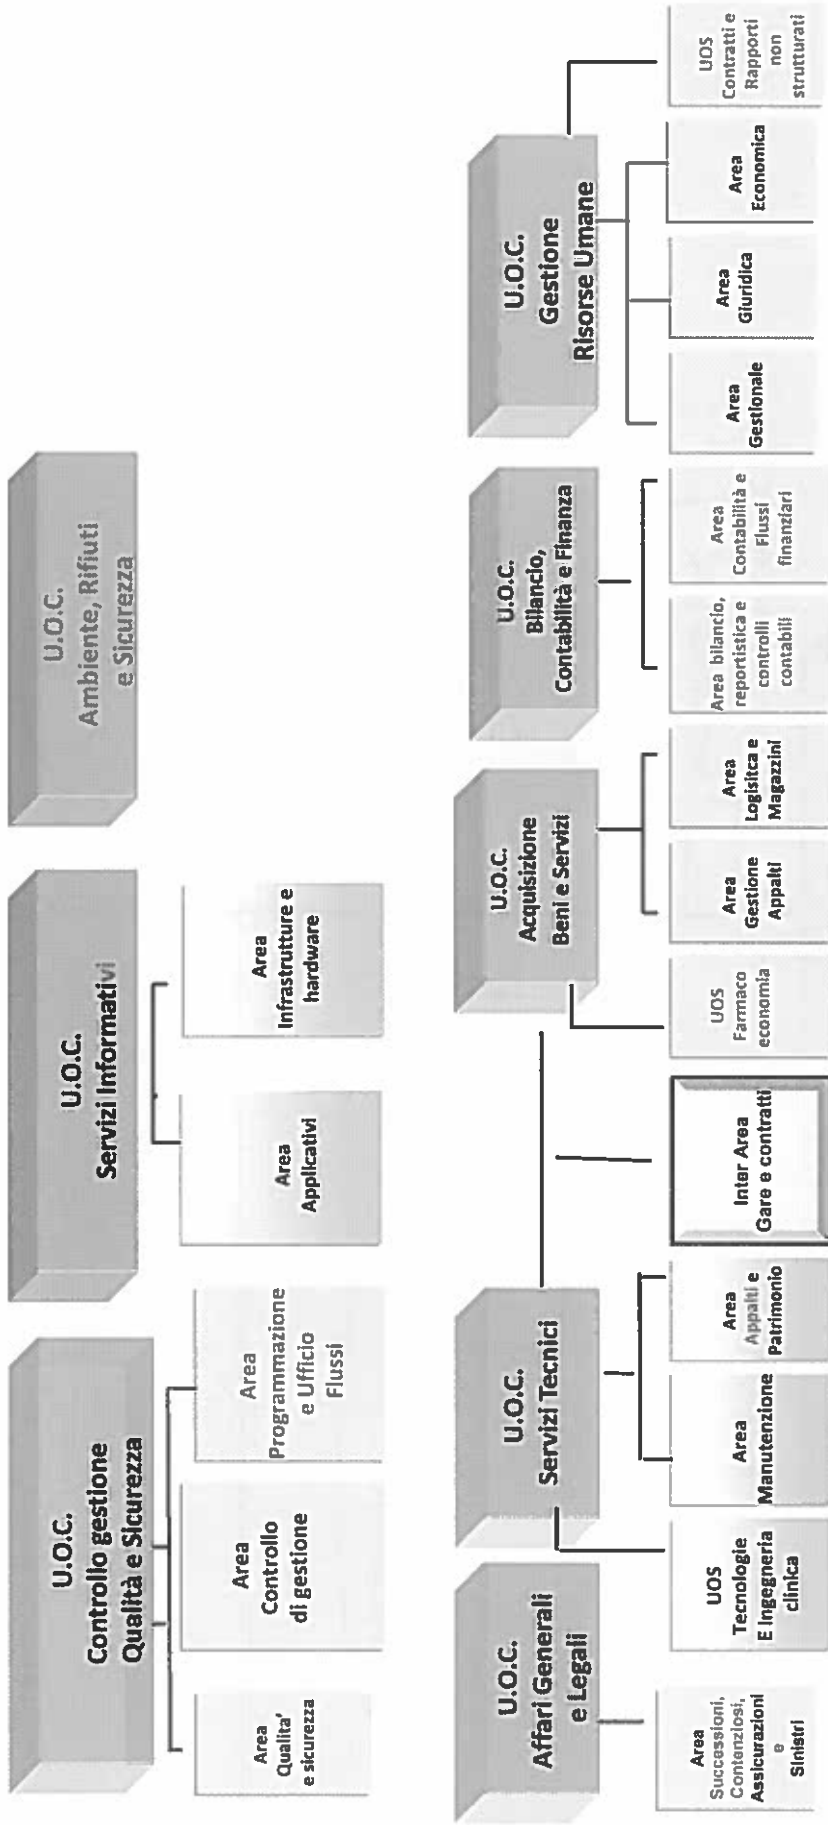 U.O.C.
Controllo gestione
Qualità e Sicurezza
Area
Qualita'
e sicurezza
Area
Controllo
di gestione
Area
Programmazione
e Ufficio
Flussi
U.O.C.
Servizi Informativi
Area
Applicativi
Area
Infrastrutture e
hardware
U.O.C.
Ambiente, Rifiuti
e Sicurezza
U.O.C.
Affari Generali
e Legali
Area
Successioni,
Contenziosi,
Assicurazioni
e
Sinistri
U.O.C.
Servizi Tecnici
UOS
Tecnologie
E Ingegneria
clinica
Area
Manutenzione
Area
Appalti e
Patrimonio
Inter Area
Gare e contratti
U.O.C.
Acquisizione
Beni e Servizi
UOS
Farmaco
economia
Area
Gestione
Appalti
Area
Logisitca e
Magazzini
U.O.C.
Bilancio,
Contabilità e Finanza
Area bilancio,
reportistica e
controlli
contabili
Area
Contabilità e
Flussi
finanziari
U.O.C.
Gestione
Risorse Umane
Area
Gestionale
Area
Giuridica
Area
Economica
UOS
Contratti e
Rapporti
non
strutturati